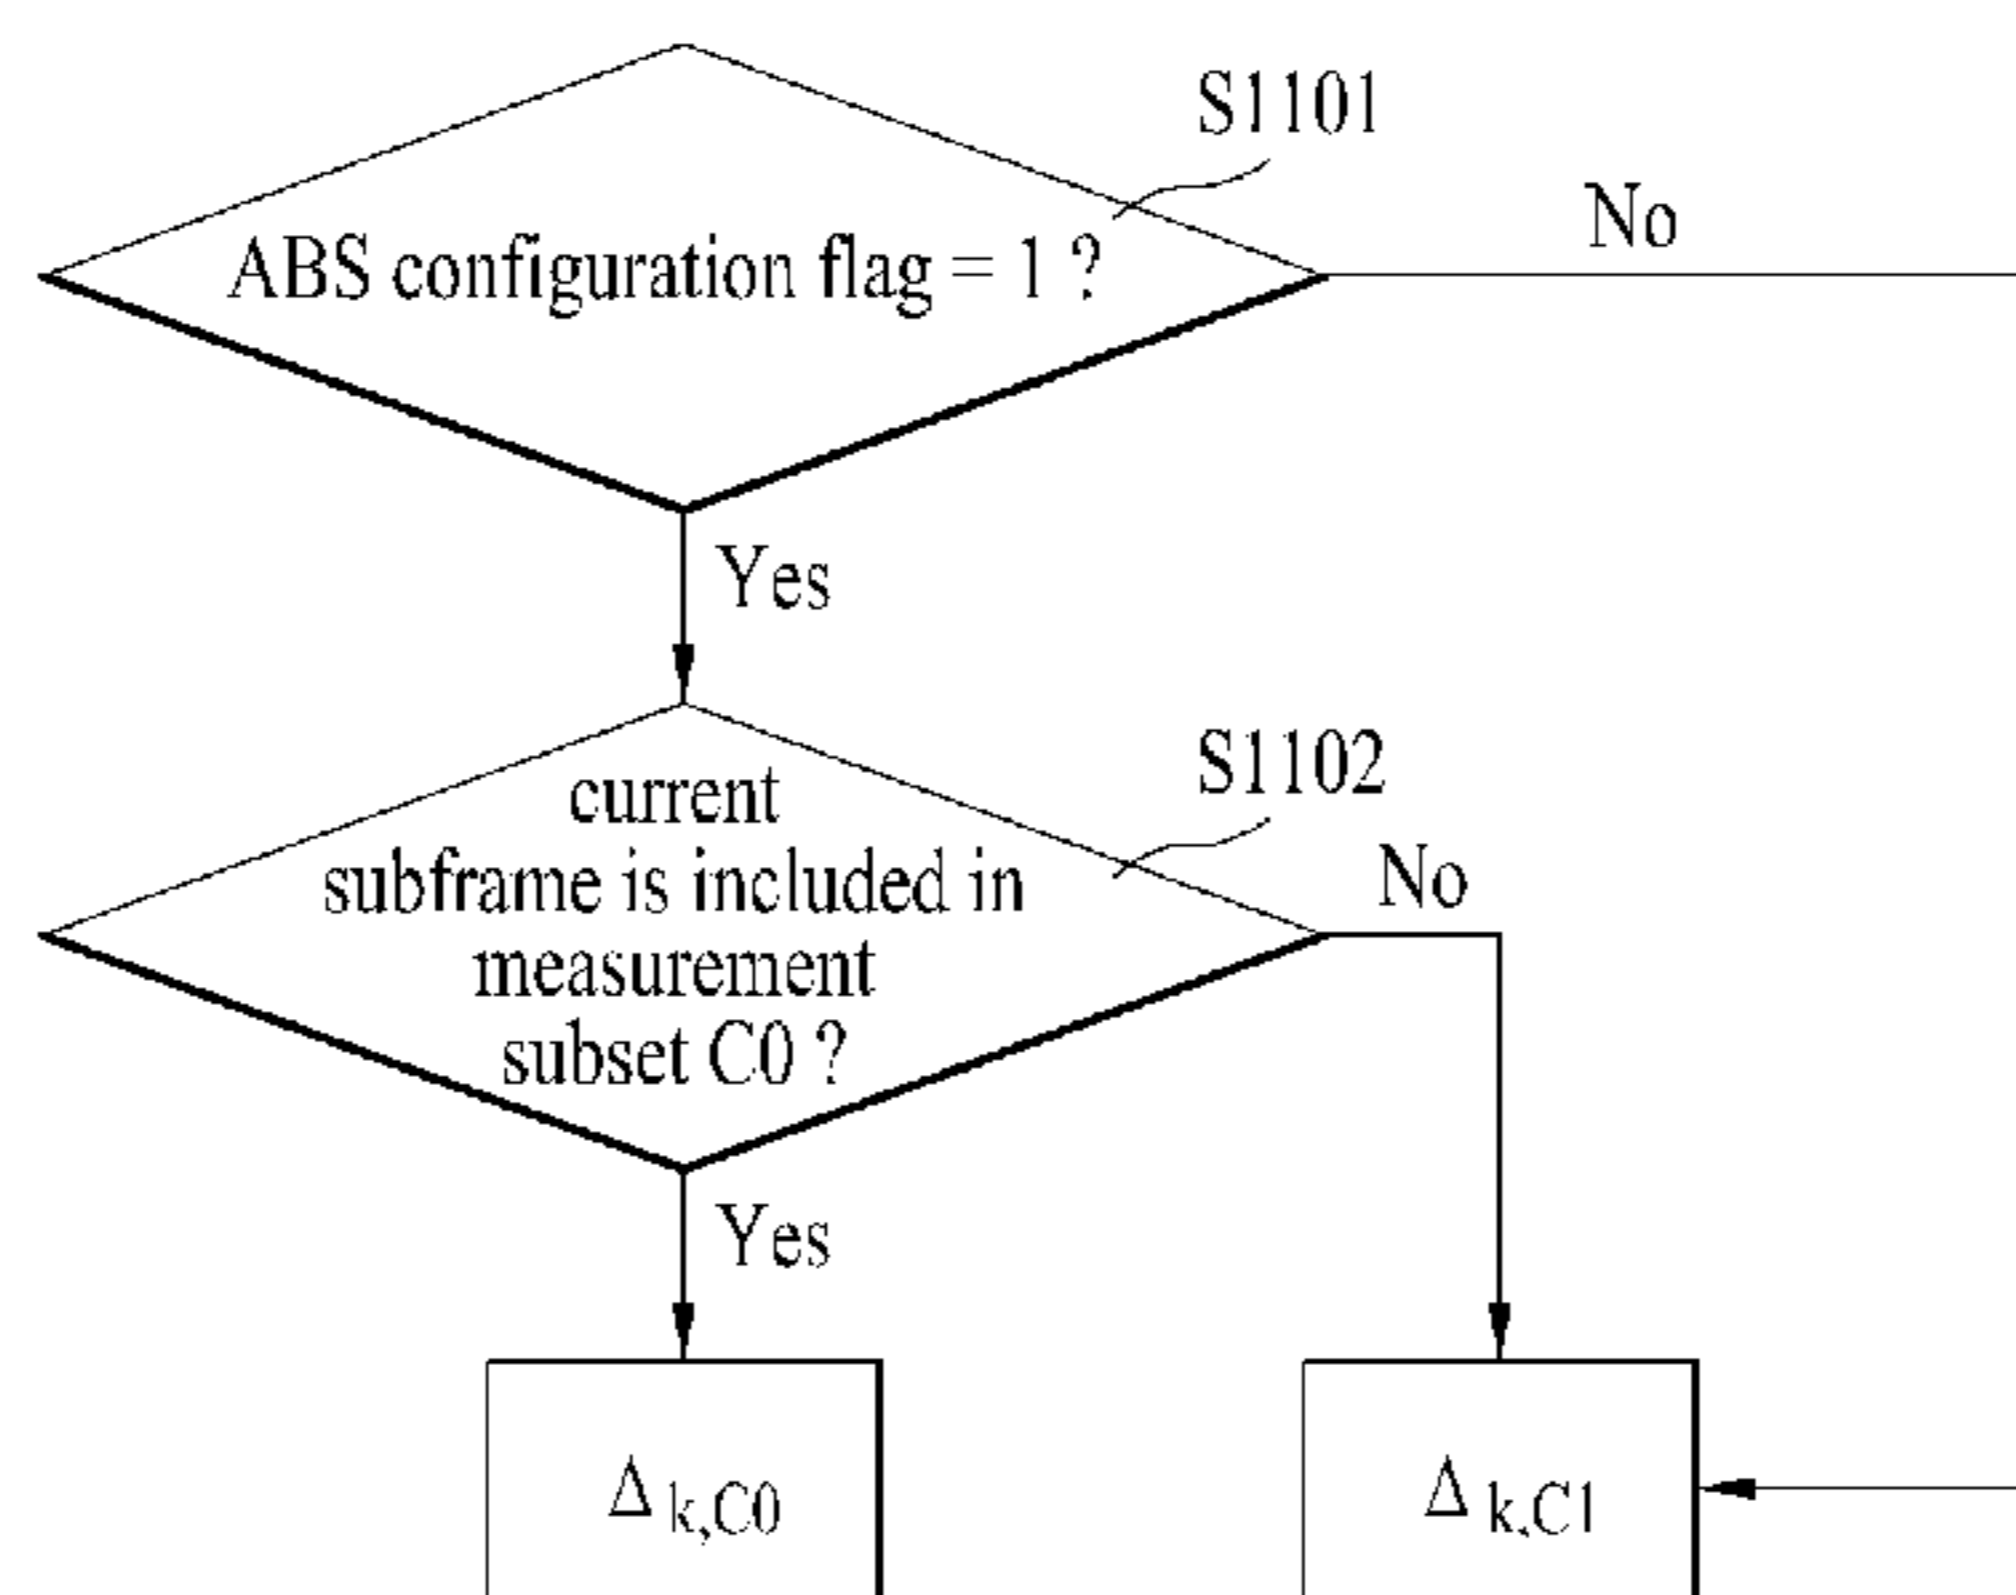 S1101
No
ABS configuration flag = 1 ?
Yes
S1102
current
No
subframe is included in
measurement
subset C0 ?
Yes
Δ k,C0
Δ k,C1